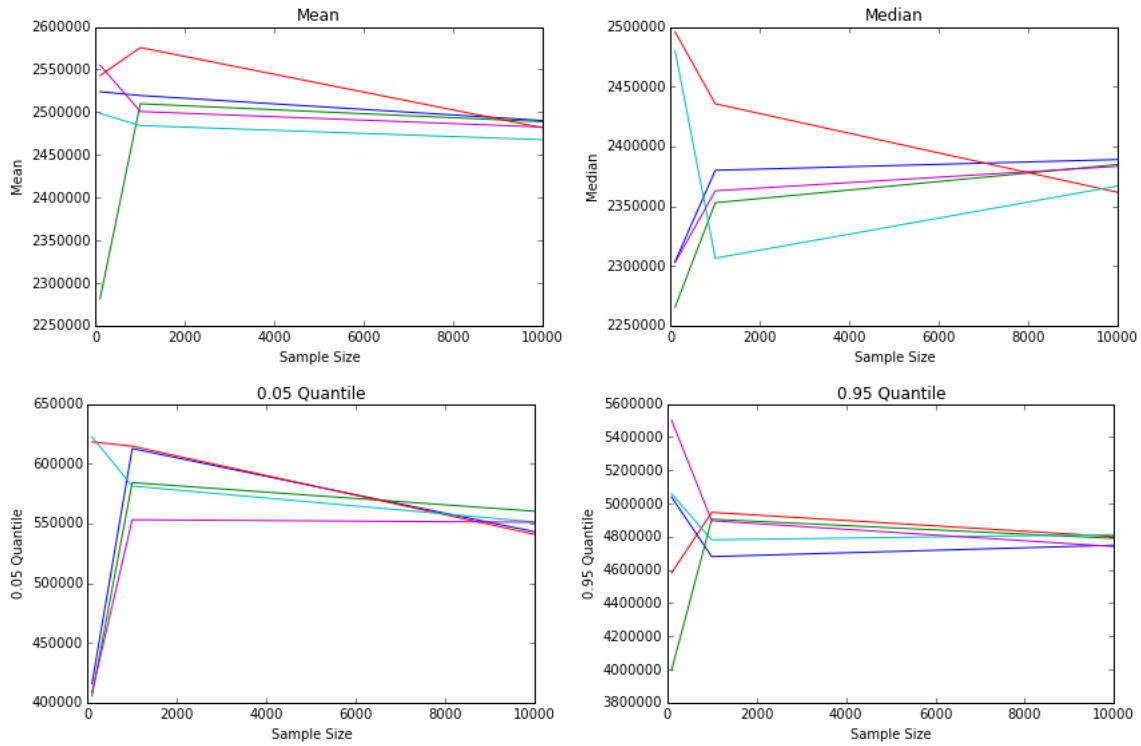 Mean
2600000
2550000
2500000
2450000
2400000
2350000
2300000
2250000
Mean
0 2000 4000 6000 8000 10000
Sample Size
Median
2500000
2450000
2400000
2350000
2300000
2250000
Median
0 2000 4000 6000 8000 10000
Sample Size
0.05 Quantile
650000
600000
550000
500000
450000
400000
0.05 Quantile
0 2000 4000 6000 8000 10000
Sample Size
0.95 Quantile
5600000
5400000
5200000
5000000
4800000
4600000
4400000
4200000
4000000
3800000
0.95 Quantile
0 2000 4000 6000 8000 10000
Sample Size